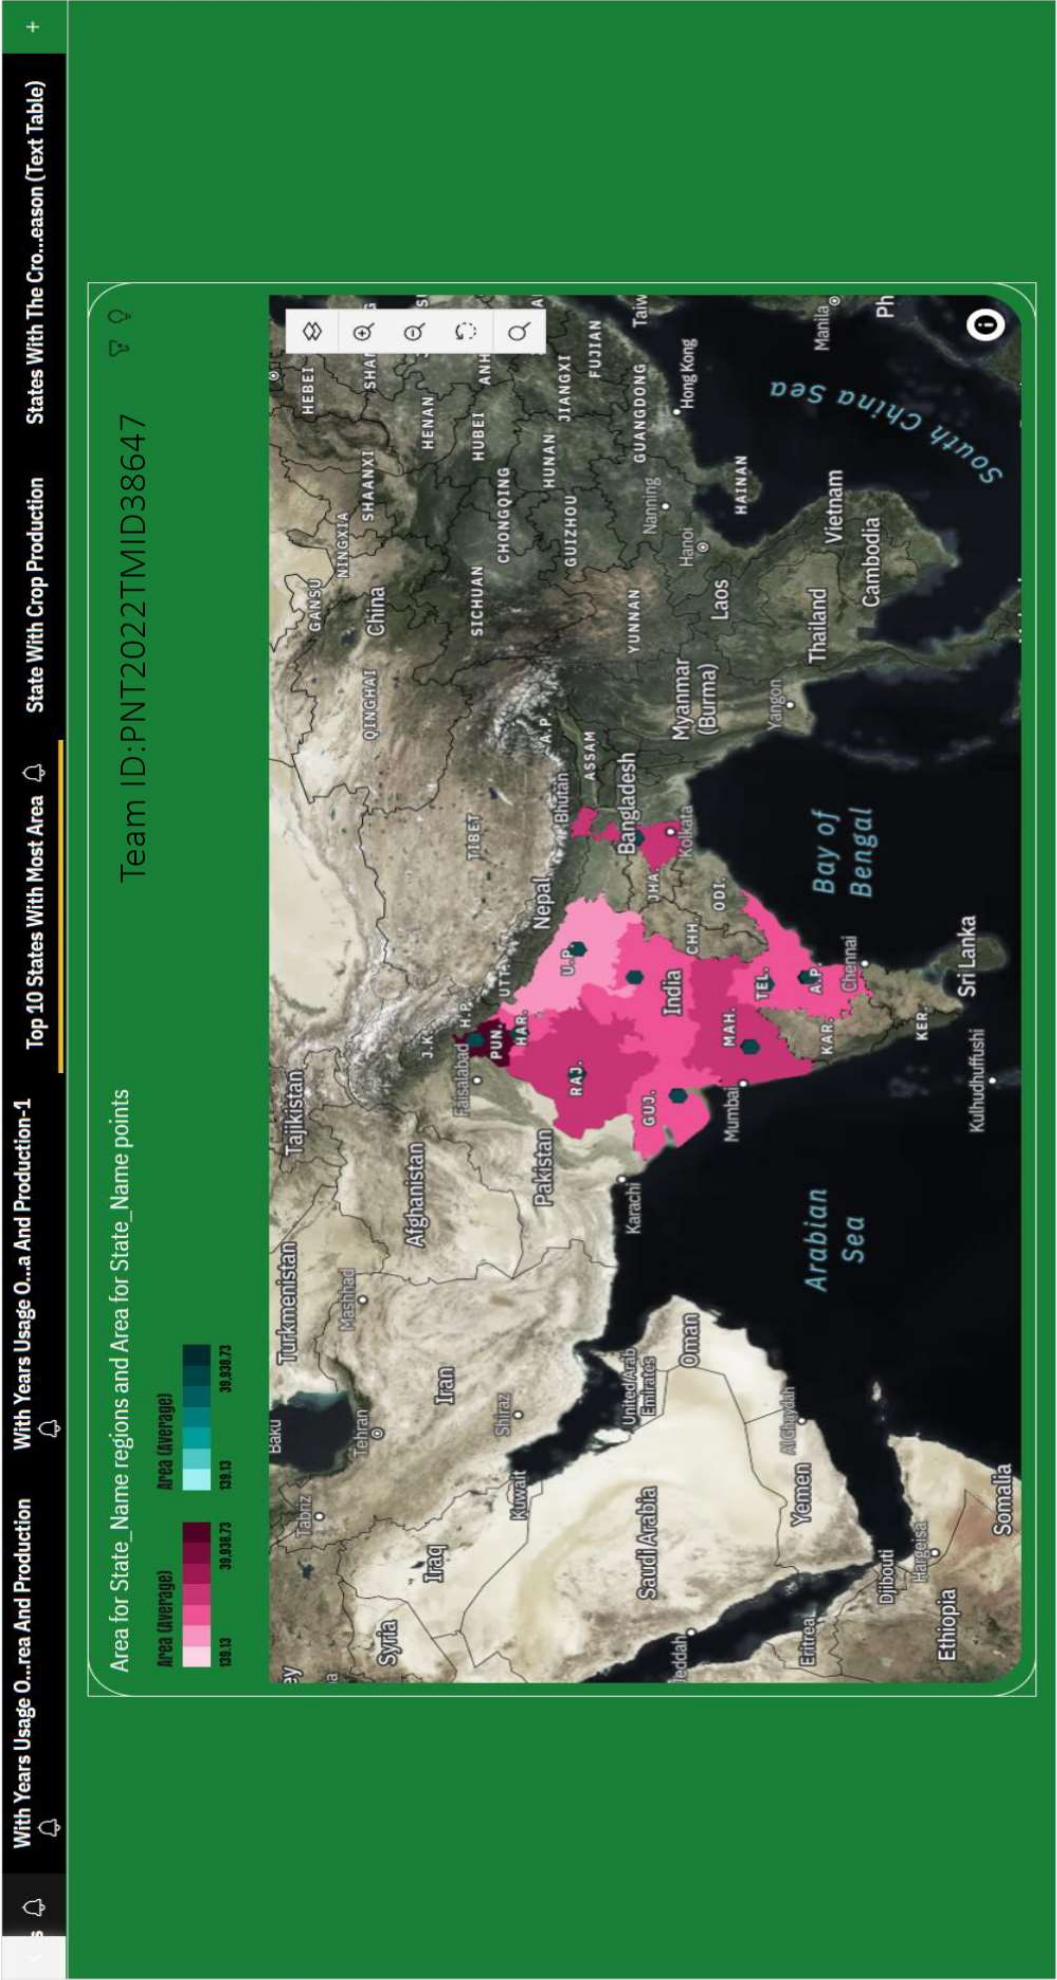 s
With Years Usage O...rea And Production
With Years Usage O...a And Production-1
Top 10 States With Most Area
State With Crop Production
States With The Cro...eason (Text Table)
+
Area for State_Name regions and Area for State_Name points
Team ID:PNT2022TMID38647
Area (Average)
139.13
39,938.73
Area (Average)
139.13
39,938.73
Baku
Turkmenistan
Tajikistan
Tabriz
Tehran
Mashhad
Syria
Iraq
Iran
Afghanistan
Kuwait
Shiraz
Pakistan
Faisalabad
Karachi
J.K.
H.P.
PUN.
UTTA.
HAR.
RAJ.
U.P.
GUJ.
India
MAH.
TEL.
A.P.
KAR.
KER.
CHH.
ODI.
JHA.
Mumbai
Chennai
Kolkata
Nepal
Bhutan
Bangladesh
ASSAM
A.P.
TIBET
QINGHAI
GANSU
NINGXIA
China
SHAANXI
HEBEI
SHAN
HENAN
HUBEI
ANH
SICHUAN
CHONGQING
HUNAN
JIANGXI
FUJIAN
GUIZHOU
GUANGDONG
YUNNAN
Nanning
Hong Kong
HAINAN
Taiw
Hanoi
Laos
Myanmar
(Burma)
Yangon
Thailand
Vietnam
Cambodia
Manila
Ph
South China Sea
Bay of
Bengal
Arabian
Sea
Sri Lanka
Kulhudhuffushi
United Arab
Emirates
Oman
Saudi Arabia
Jeddah
Al Ghaydah
Yemen
Eritrea
Djibouti
Hargeisa
Ethiopia
Somalia